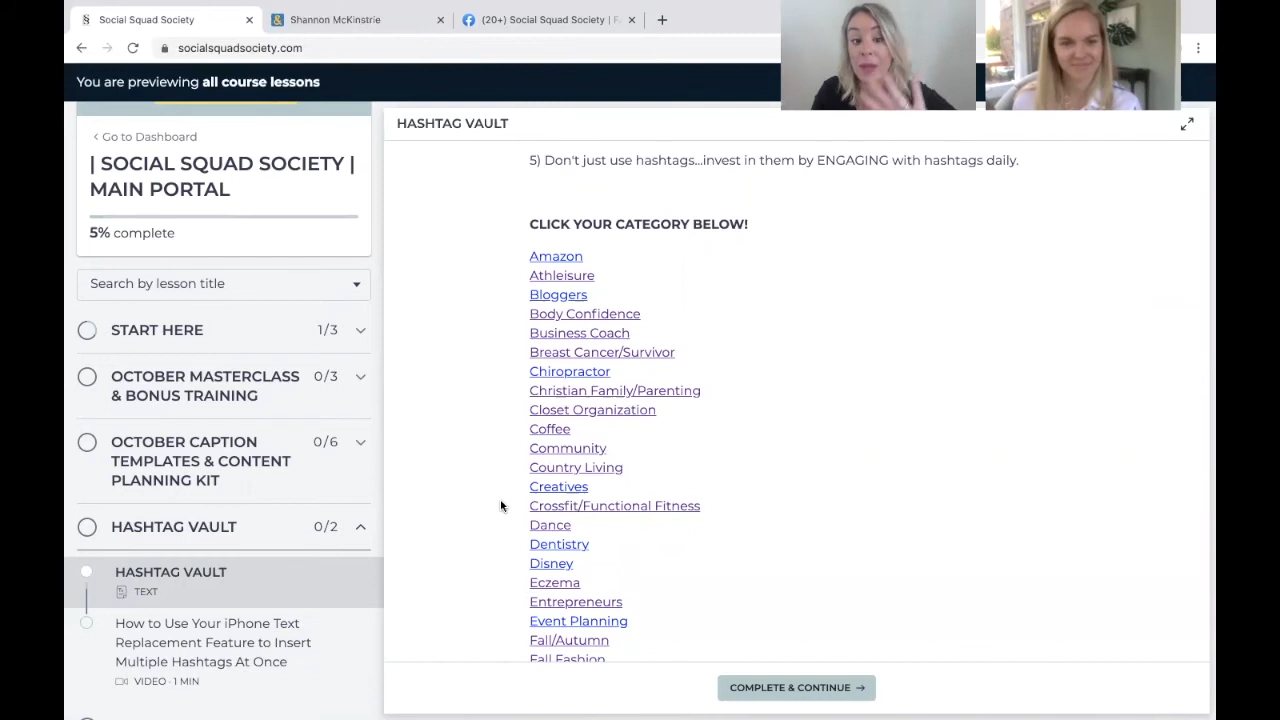 Social Squad Society
Shannon McKinstrie
(20+) Social Squad Society |
socialsquadsociety.com
You are previewing all course lessons
Go to Dashboard
| SOCIAL SQUAD SOCIETY |
MAIN PORTAL
5% complete
Search by lesson title
START HERE 1/3
OCTOBER MASTERCLASS 0/3
& BONUS TRAINING
OCTOBER CAPTION 0/6
TEMPLATES & CONTENT
PLANNING KIT
HASHTAG VAULT 0/2
HASHTAG VAULT
TEXT
How to Use Your iPhone Text
Replacement Feature to Insert
Multiple Hashtags At Once
VIDEO · 1 MIN
HASHTAG VAULT
5) Don't just use hashtags...invest in them by ENGAGING with hashtags daily.
CLICK YOUR CATEGORY BELOW!
Amazon
Athleisure
Bloggers
Body Confidence
Business Coach
Breast Cancer/Survivor
Chiropractor
Christian Family/Parenting
Closet Organization
Coffee
Community
Country Living
Creatives
Crossfit/Functional Fitness
Dance
Dentistry
Disney
Eczema
Entrepreneurs
Event Planning
Fall/Autumn
Fall Fashion
COMPLETE & CONTINUE →